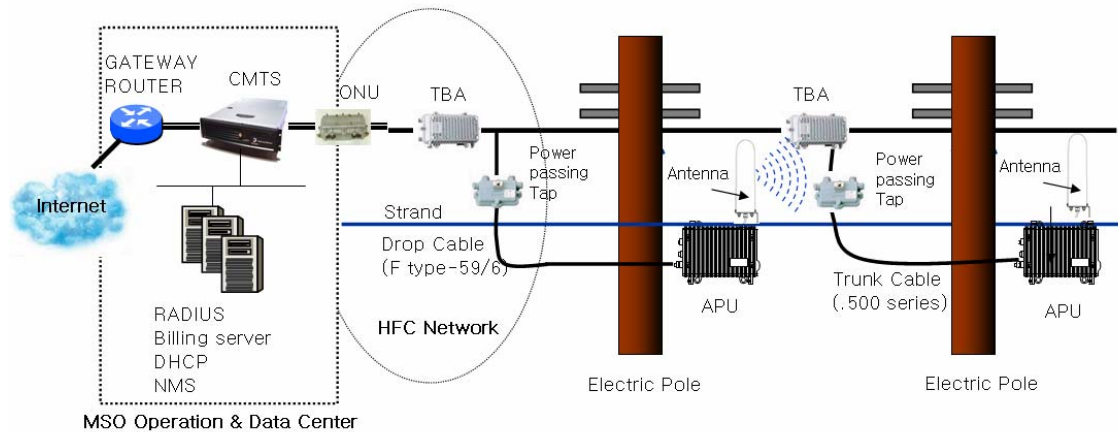 GATEWAY
ROUTER
CMTS
ONU
TBA
TBA
Internet
Power
passing
Tap
Antenna
Power
passing
Tap
Antenna
Strand
Drop Cable
(F type-59/6)
Trunk Cable
(.500 series)
APU
APU
RADIUS
Billing server
DHCP
NMS
HFC Network
Electric Pole
Electric Pole
MSO Operation & Data Center